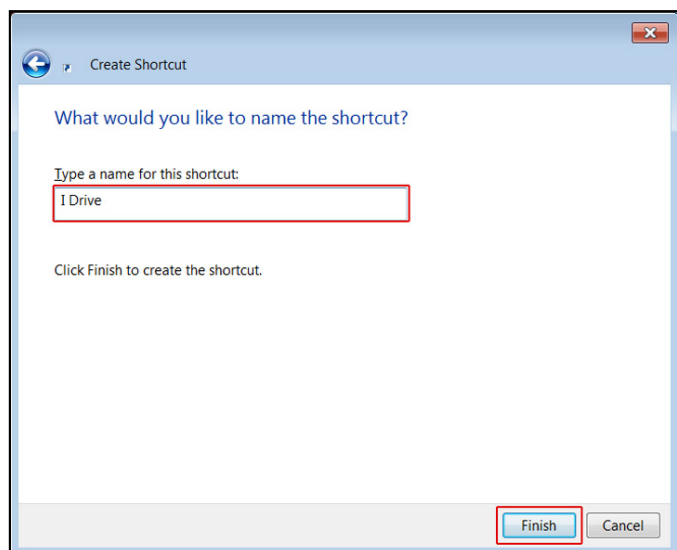 Create Shortcut
What would you like to name the shortcut?
Type a name for this shortcut:
I Drive
Click Finish to create the shortcut.
Finish Cancel